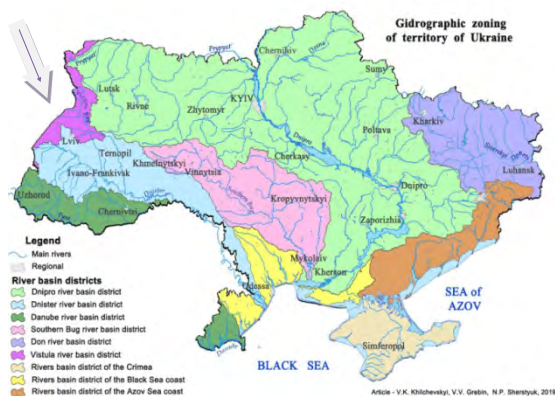 Gidrographic zoning
of territory of Ukraine
Prypyat
Chernihiv
Desna
Sumy
Lutsk
Rivne
Zhytomyr
KYIV
Kharkiv
Poltava
Lviv
Ternopil
Khmelnytskyi
Vinnytsia
Cherkasy
Dnipro
Luhansk
Ivano-Frankivsk
Uzhorod
Chernivtsi
Kropyvnytskyi
Dnipro
Zaporizhia
Mykolaiv
Kherson
Odessa
SEA of
AZOV
Simferopol
BLACK SEA
Legend
Main rivers
Regional
River basin districts
Dnipro river basin district
Dnister river basin district
Danube river basin district
Southern Bug river basin district
Don river basin district
Vistula river basin district
Rivers basin district of the Crimea
Rivers basin district of the Black Sea coast
Rivers basin district of the Azov Sea coast
Article - V.K. Khilchevskyi, V.V. Grebin, N.P. Sherstyuk, 2019